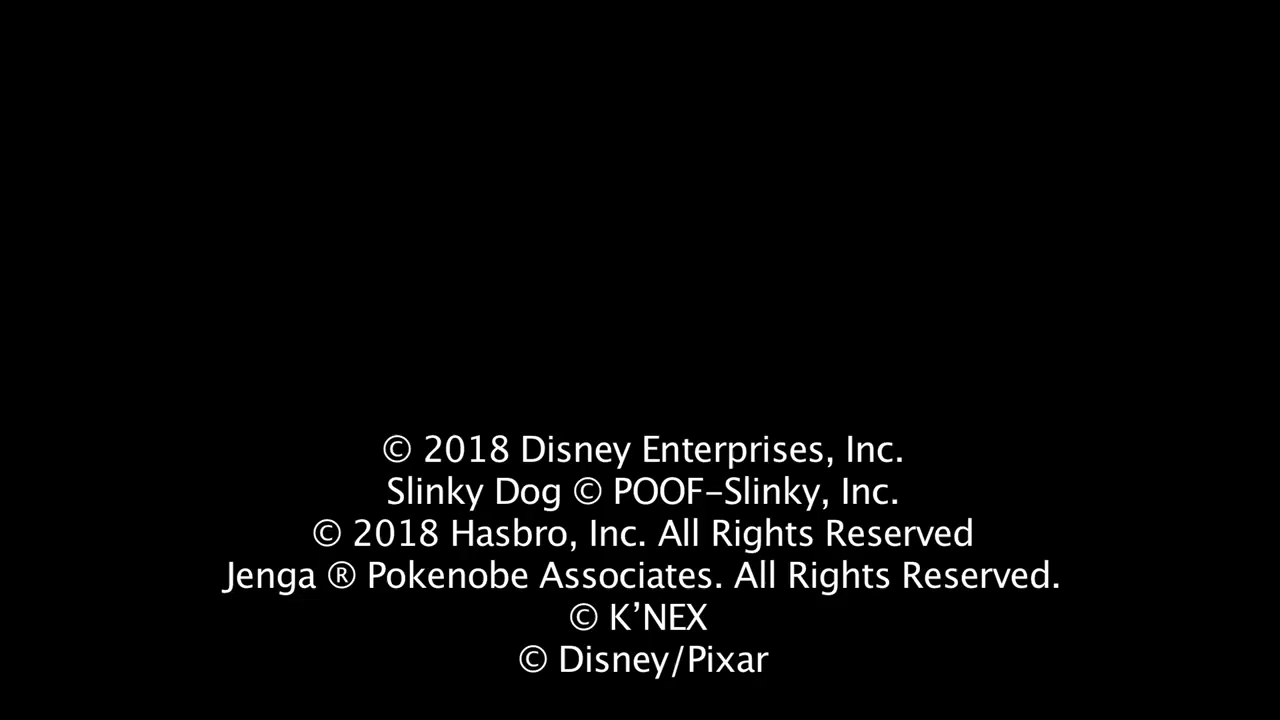 © 2018 Disney Enterprises, Inc.
Slinky Dog © POOF-Slinky, Inc.
© 2018 Hasbro, Inc. All Rights Reserved
Jenga ® Pokenobe Associates. All Rights Reserved.
© K’NEX
© Disney/Pixar